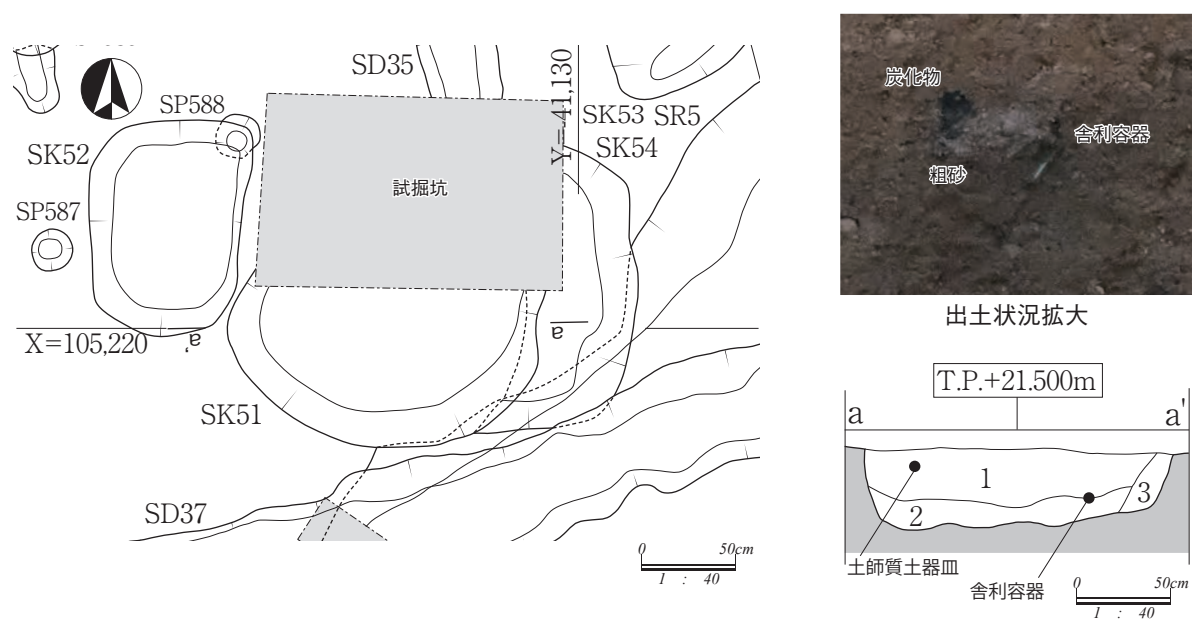 SD35
Y=-41,130
SK53 SR5
SP588
SK54
SK52
試掘坑
SP587
a' a
X=105,220
SK51
SD37
0 50cm
1 : 40
炭化物
舎利容器
粗砂
出土状況拡大
T.P.+21.500m
a a'
1
2
3
土師質土器皿
舎利容器
0 50cm
1 : 40